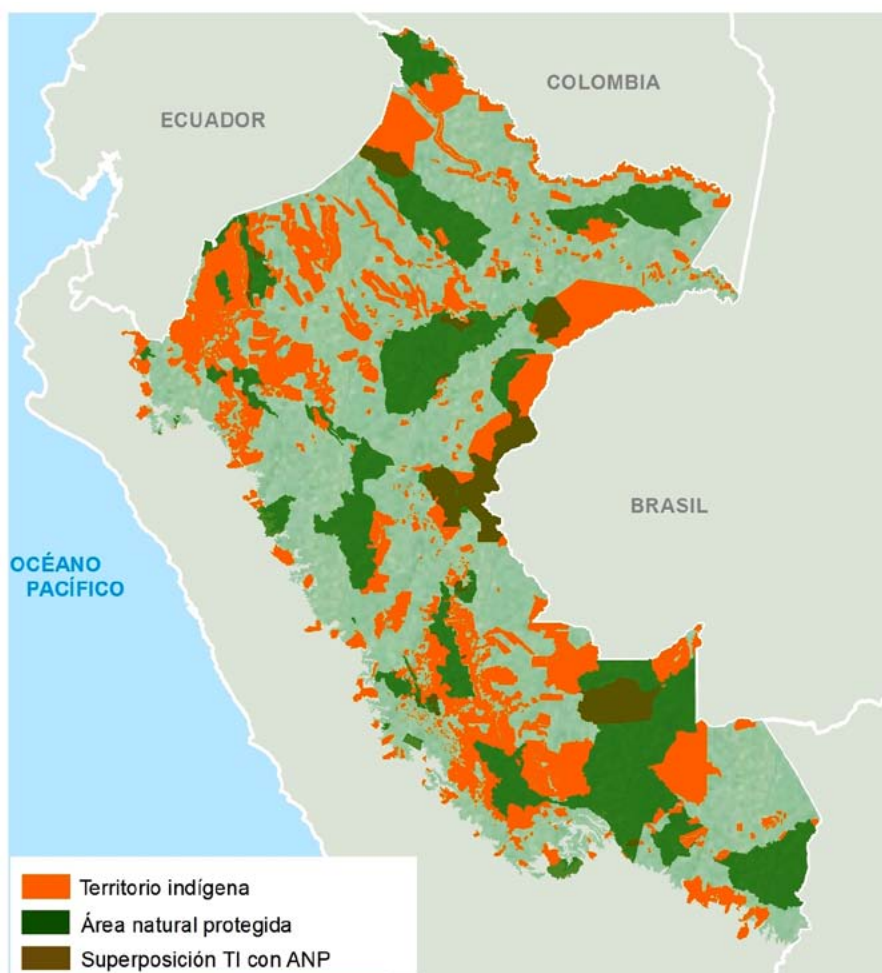 COLOMBIA
ECUADOR
BRASIL
OCÉANO
PACÍFICO
Territorio indígena
Área natural protegida
Superposición TI con ANP